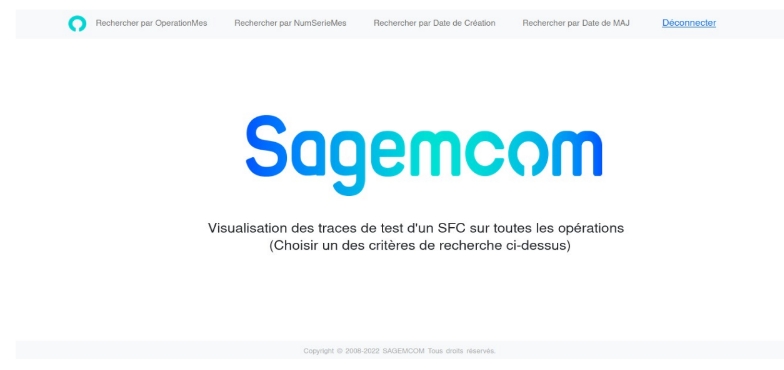 Rechercher par OperationMes Rechercher par NumSerieMes Rechercher par Date de Création Rechercher par Date de MAJ Déconnecter
Sagemcom
Visualisation des traces de test d'un SFC sur toutes les opérations
(Choisir un des critères de recherche ci-dessus)
Copyright © 2008-2022 SAGEMCOM Tous droits réservés.